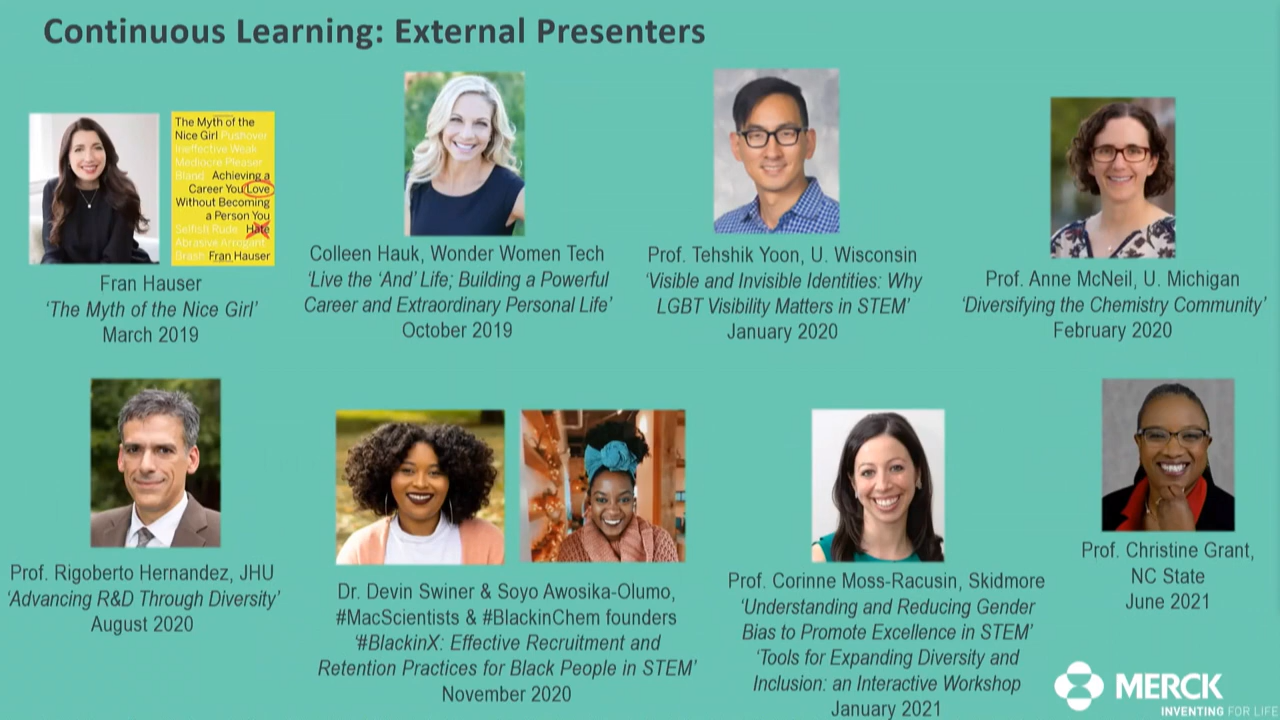 Continuous Learning: External Presenters
The Myth of the
Nice Girl Pushover
Ineffective Weak
Mediocre Pleaser
Bland Achieving a
Career You Love
Without Becoming
a Person You
Selfish Rude Hate
Abrasive Arrogant
Brash Fran Hauser
Fran Hauser
‘The Myth of the Nice Girl’
March 2019
Colleen Hauk, Wonder Women Tech
‘Live the ‘And’ Life; Building a Powerful
Career and Extraordinary Personal Life’
October 2019
Prof. Tehshik Yoon, U. Wisconsin
‘Visible and Invisible Identities: Why
LGBT Visibility Matters in STEM’
January 2020
Prof. Anne McNeil, U. Michigan
‘Diversifying the Chemistry Community’
February 2020
Prof. Rigoberto Hernandez, JHU
‘Advancing R&D Through Diversity’
August 2020
Dr. Devin Swiner & Soyo Awosika-Olumo,
#MacScientists & #BlackinChem founders
‘#BlackinX: Effective Recruitment and
Retention Practices for Black People in STEM’
November 2020
Prof. Corinne Moss-Racusin, Skidmore
‘Understanding and Reducing Gender
Bias to Promote Excellence in STEM’
‘Tools for Expanding Diversity and
Inclusion: an Interactive Workshop
January 2021
Prof. Christine Grant,
NC State
June 2021
MERCK
INVENTING FOR LIFE